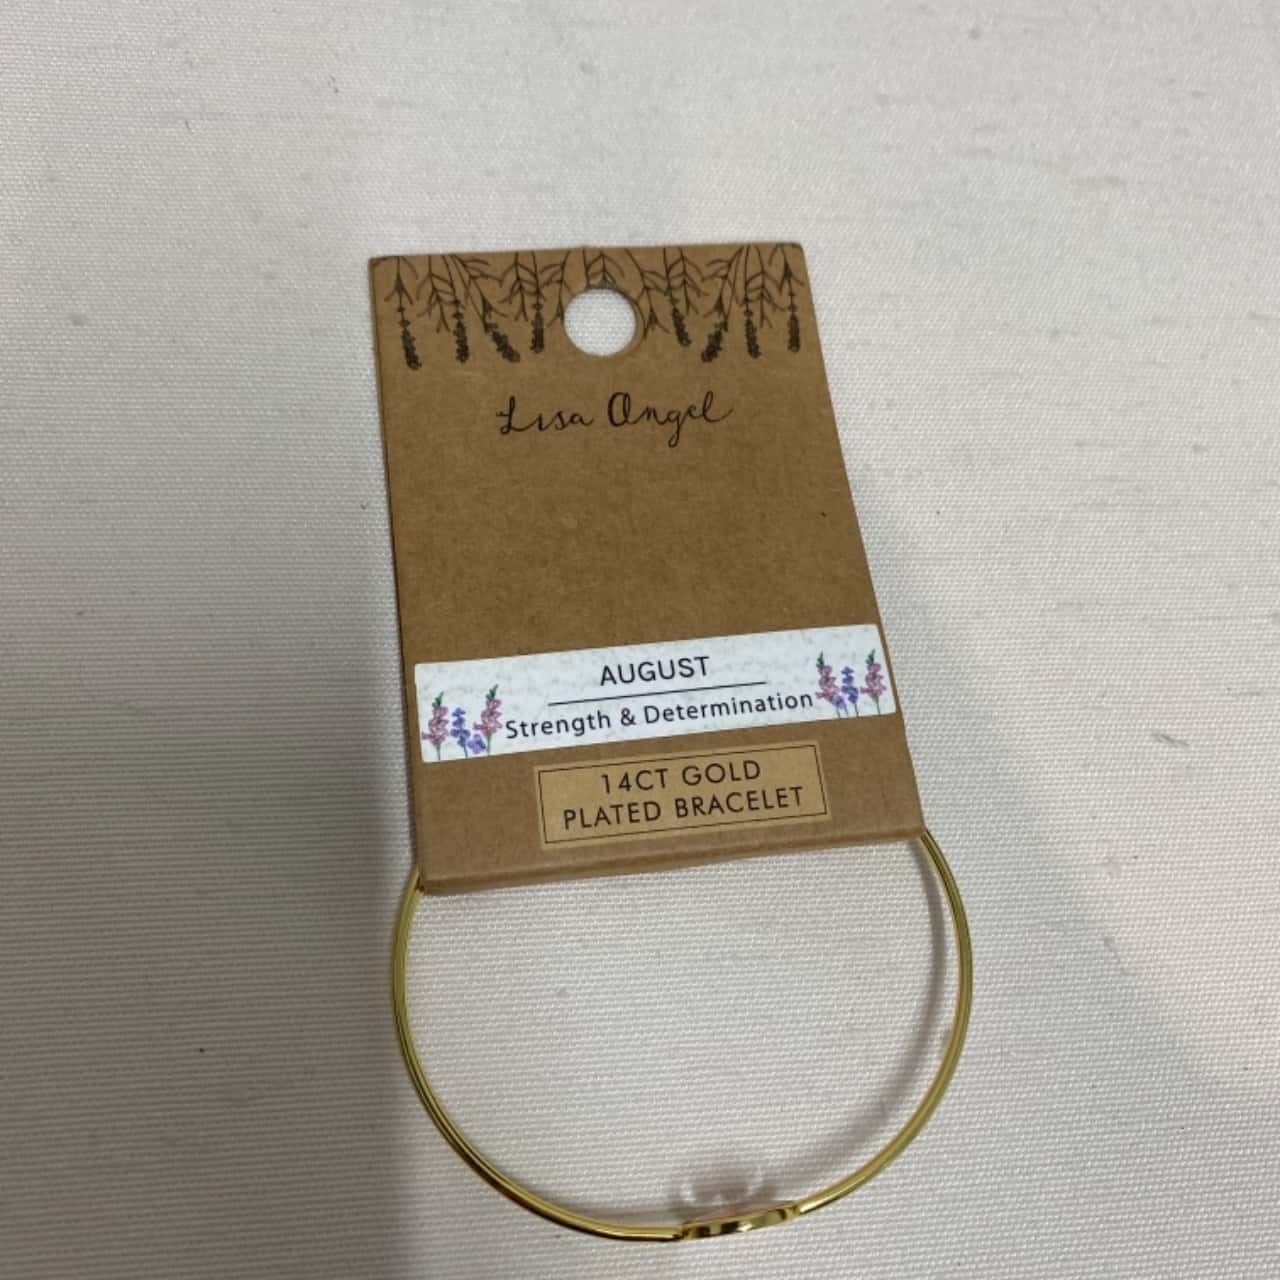 Lisa Angel
AUGUST
Strength & Determination
14CT GOLD
PLATED BRACELET